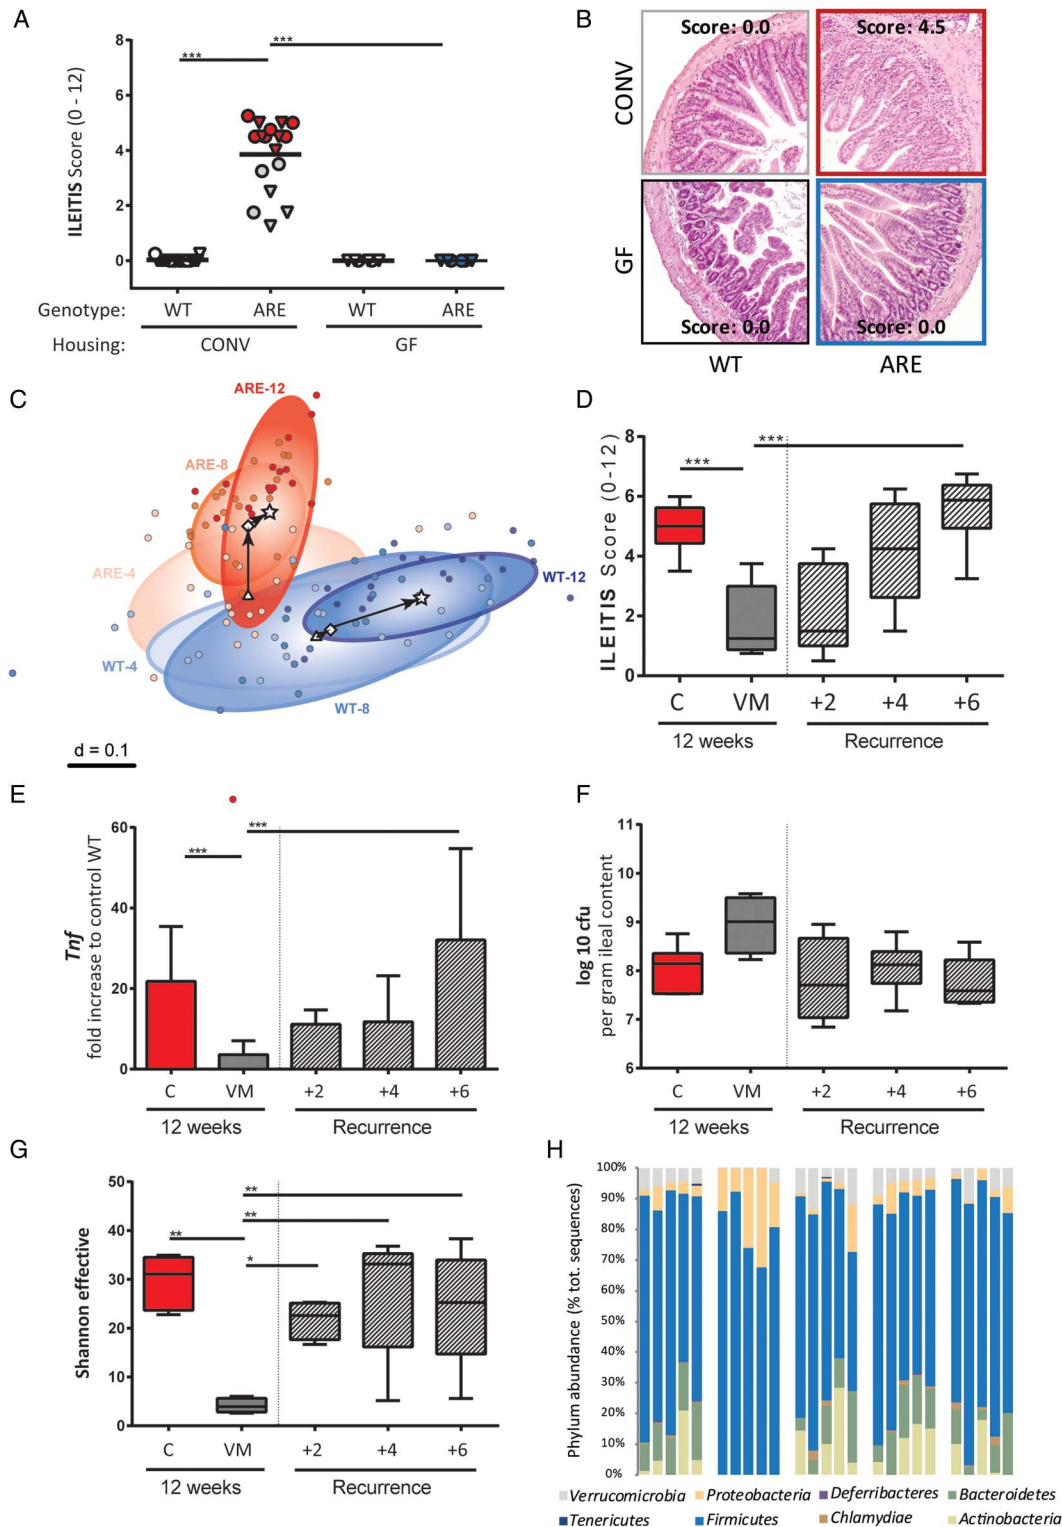 A
ILEITIS Score (0 - 12)
8
6
4
2
0
***
***
Genotype: WT ARE WT ARE
Housing: CONV GF
B
CONV
GF
Score: 0.0
Score: 4.5
Score: 0.0
Score: 0.0
WT ARE
C
ARE-12
ARE-8
ARE-4
WT-12
WT-4
WT-8
d = 0.1
D
ILEITIS Score (0-12)
8
6
4
2
0
***
***
C VM +2 +4 +6
12 weeks Recurrence
E
Tnf
fold increase to control WT
60
40
20
0
***
***
C VM +2 +4 +6
12 weeks Recurrence
F
log 10 cfu
per gram ileal content
11
10
9
8
7
6
C VM +2 +4 +6
12 weeks Recurrence
G
Shannon effective
50
40
30
20
10
0
**
**
**
*
C VM +2 +4 +6
12 weeks Recurrence
H
Phylum abundance (% tot. sequences)
100%
90%
80%
70%
60%
50%
40%
30%
20%
10%
0%
Verrucomicrobia Proteobacteria Deferribacteres Bacteroidetes
Tenericutes Firmicutes Chlamydiae Actinobacteria